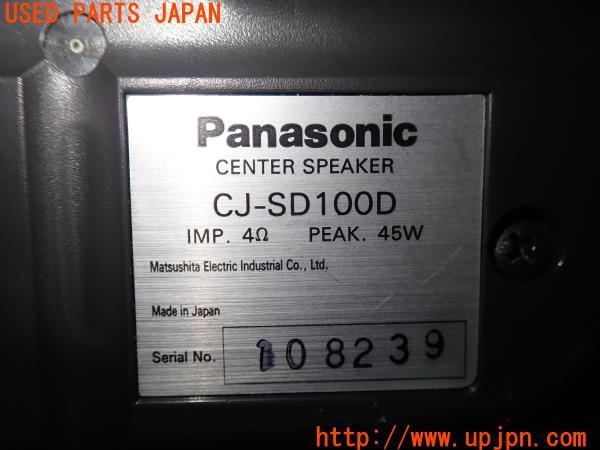 USED PARTS JAPAN
Panasonic
CENTER SPEAKER
CJ-SD100D
IMP. 4Ω PEAK. 45W
Matsushita Electric Industrial Co., Ltd.
Made in Japan
Serial No. 108239
http://www.upjpn.com